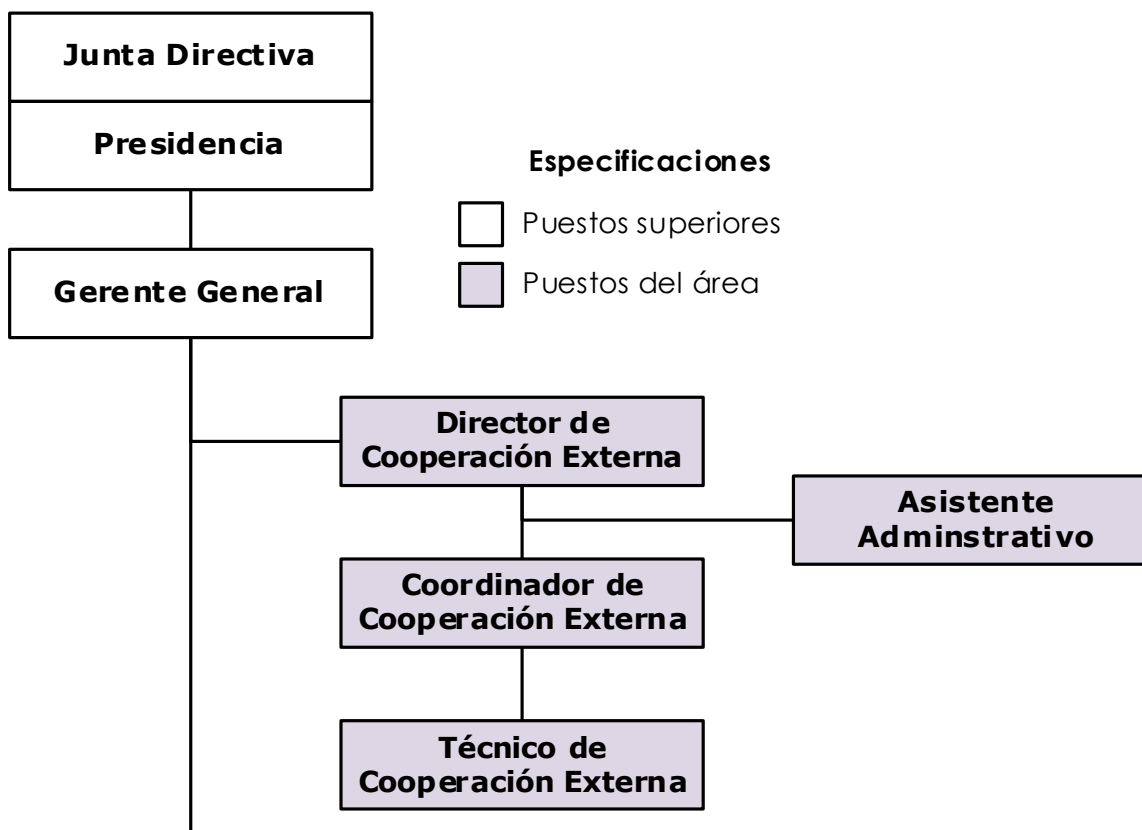 Junta Directiva
Presidencia
Especificaciones
Puestos superiores
Puestos del área
Gerente General
Director de
Cooperación Externa
Asistente
Adminstrativo
Coordinador de
Cooperación Externa
Técnico de
Cooperación Externa